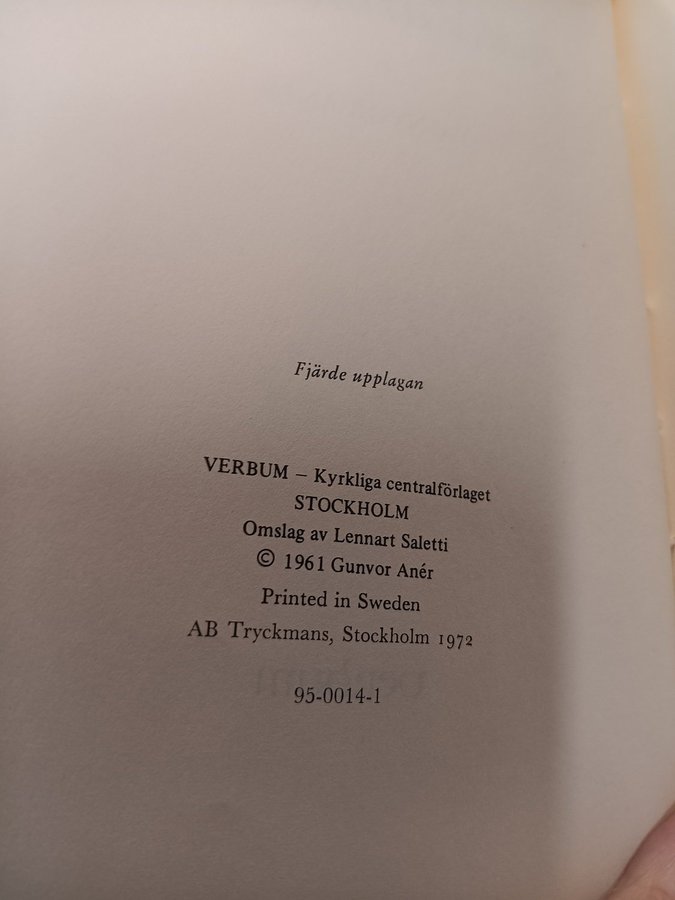 Fjärde upplagan
VERBUM – Kyrkliga centralförlaget
STOCKHOLM
Omslag av Lennart Saletti
© 1961 Gunvor Anér
Printed in Sweden
AB Tryckmans, Stockholm 1972
95-0014-1